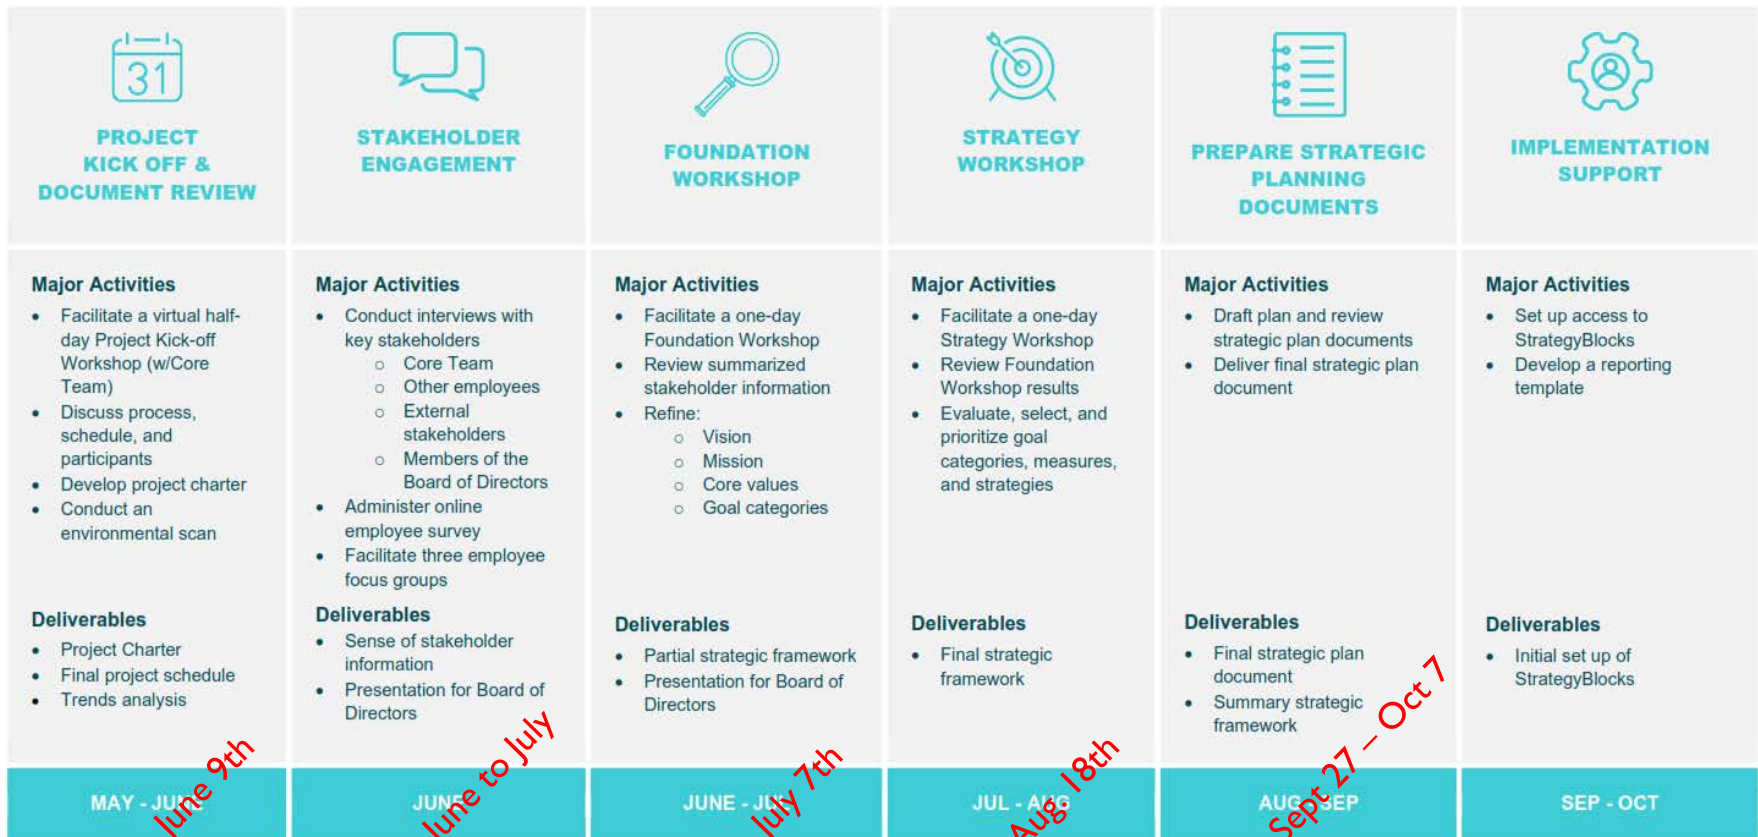 31
PROJECT
KICK OFF &
DOCUMENT REVIEW
STAKEHOLDER
ENGAGEMENT
FOUNDATION
WORKSHOP
STRATEGY
WORKSHOP
PREPARE STRATEGIC
PLANNING
DOCUMENTS
IMPLEMENTATION
SUPPORT
Major Activities
• Facilitate a virtual half-
day Project Kick-off
Workshop (w/Core
Team)
• Discuss process,
schedule, and
participants
• Develop project charter
• Conduct an
environmental scan
Deliverables
• Project Charter
• Final project schedule
• Trends analysis
MAY - JUNE
June 9th
Major Activities
• Conduct interviews with
key stakeholders
o Core Team
o Other employees
o External
stakeholders
o Members of the
Board of Directors
• Administer online
employee survey
• Facilitate three employee
focus groups
Deliverables
• Sense of stakeholder
information
• Presentation for Board of
Directors
JUNE
June to July
Major Activities
• Facilitate a one-day
Foundation Workshop
• Review summarized
stakeholder information
• Refine:
o Vision
o Mission
o Core values
o Goal categories
Deliverables
• Partial strategic framework
• Presentation for Board of
Directors
JUNE - JUL
July 7th
Major Activities
• Facilitate a one-day
Strategy Workshop
• Review Foundation
Workshop results
• Evaluate, select, and
prioritize goal
categories, measures,
and strategies
Deliverables
• Final strategic
framework
JUL - AUG
Aug 18th
Major Activities
• Draft plan and review
strategic plan documents
• Deliver final strategic plan
document
Deliverables
• Final strategic plan
document
• Summary strategic
framework
AUG - SEP
Sept 27 – Oct 7
Major Activities
• Set up access to
StrategyBlocks
• Develop a reporting
template
Deliverables
• Initial set up of
StrategyBlocks
SEP - OCT